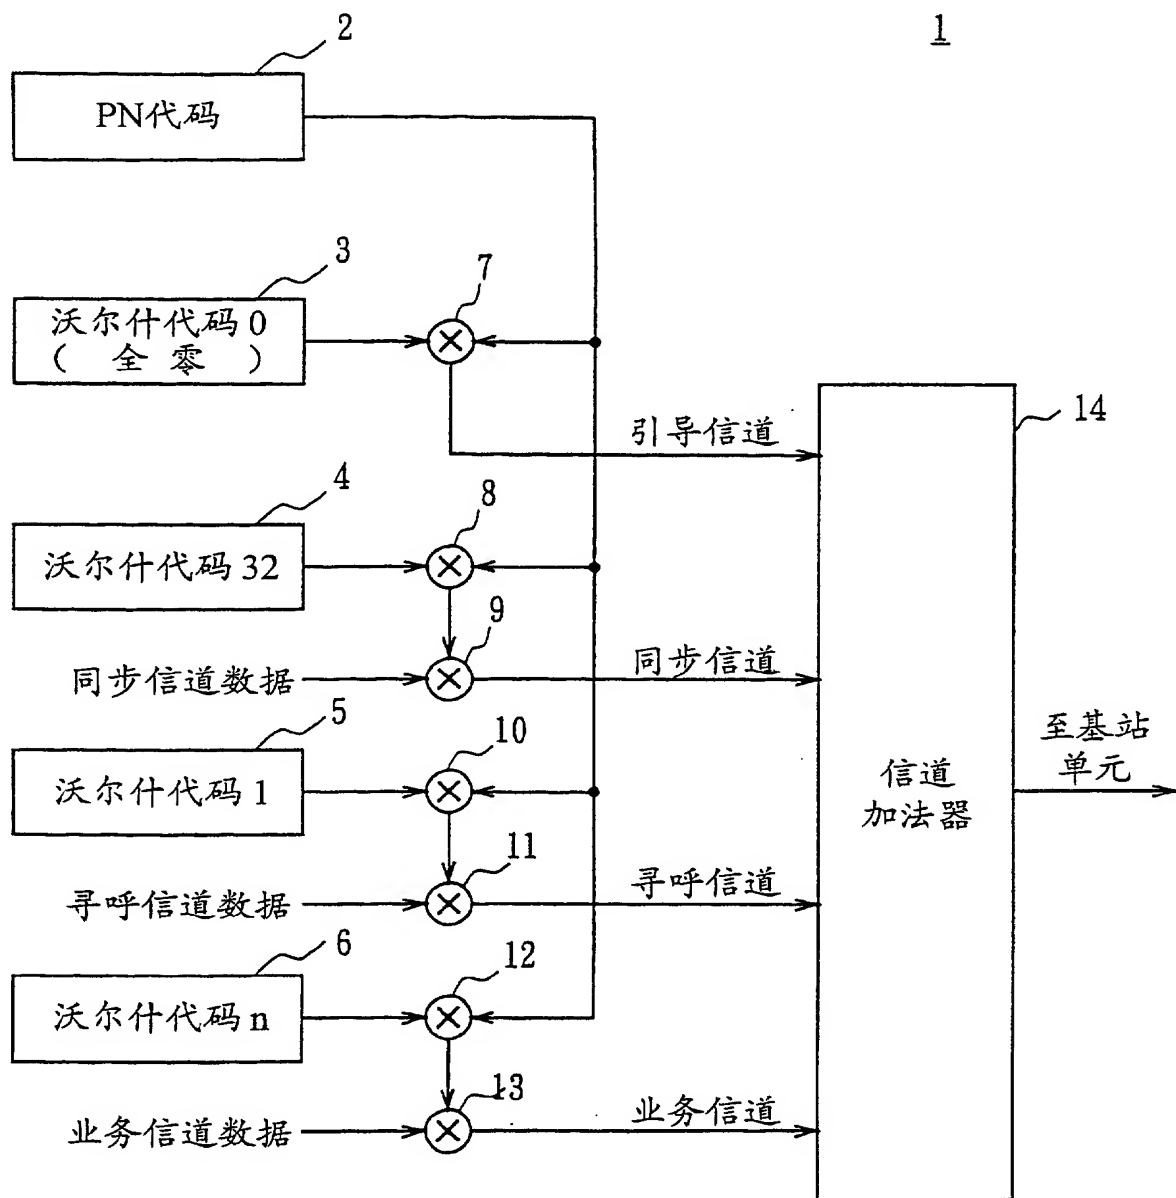 1
2
PN代码
3
沃尔什代码 0
( 全 零 )
7
引导信道
14
4
沃尔什代码 32
8
9
同步信道数据
同步信道
5
沃尔什代码 1
10
信道
加法器
至基站
单元
11
寻呼信道数据
寻呼信道
6
沃尔什代码 n
12
13
业务信道数据
业务信道